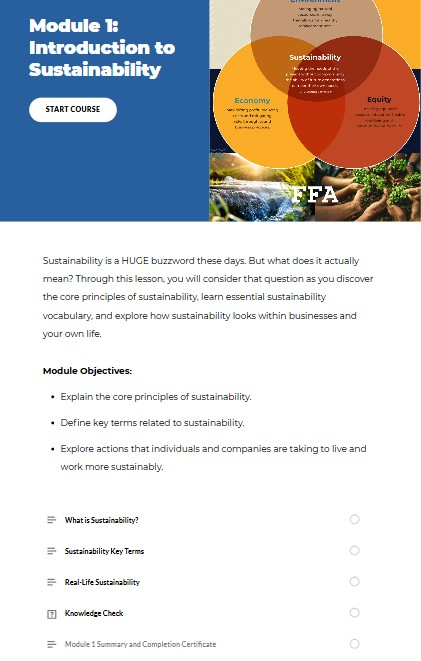 Module 1:
Introduction to
Sustainability
START COURSE
Environment
Sustainability
Economy
Equity
FFA
Sustainability is a HUGE buzzword these days. But what does it actually
mean? Through this lesson, you will consider that question as you discover
the core principles of sustainability, learn essential sustainability
vocabulary, and explore how sustainability looks within businesses and
your own life.
Module Objectives:
• Explain the core principles of sustainability.
• Define key terms related to sustainability.
• Explore actions that individuals and companies are taking to live and
work more sustainably.
What is Sustainability?
Sustainability Key Terms
Real-Life Sustainability
Knowledge Check
Module 1 Summary and Completion Certificate